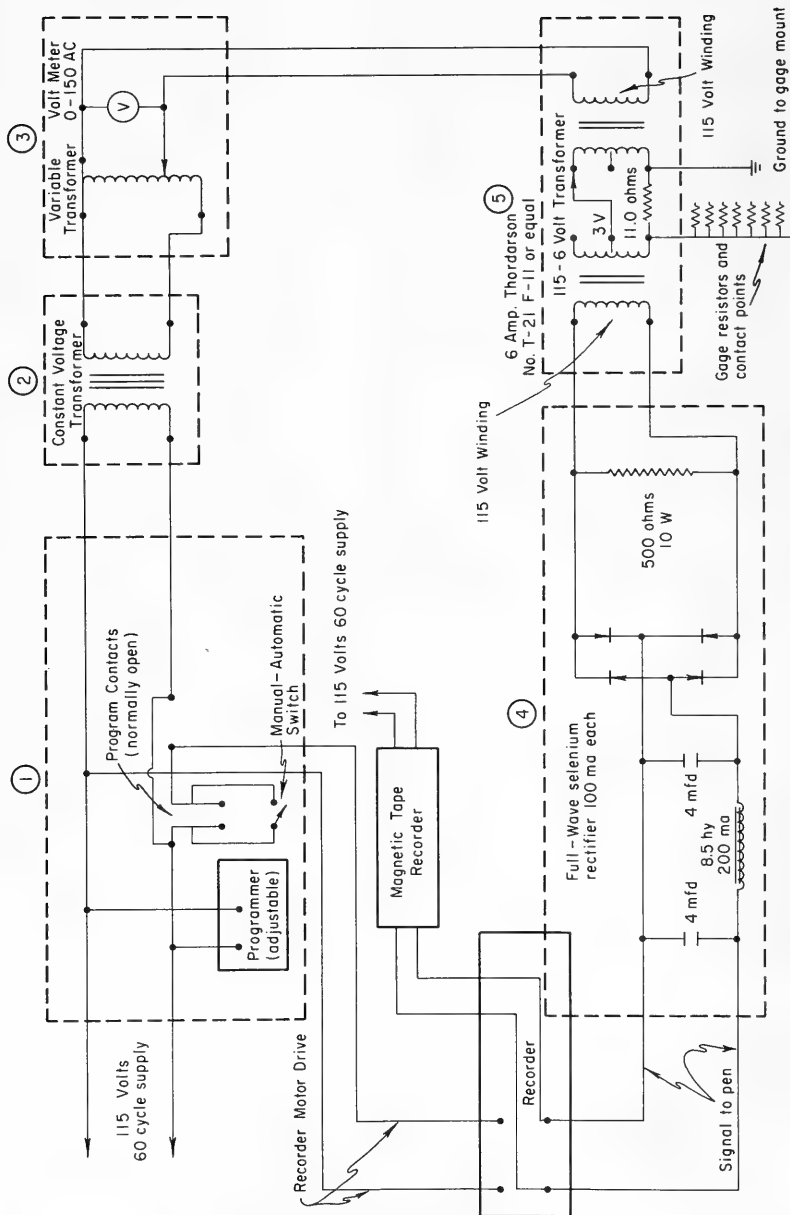 1
115 Volts
60 cycle supply
Programmer
(adjustable)
Program Contacts
(normally open)
Manual-Automatic
Switch
Recorder Motor Drive
2
Constant Voltage
Transformer
3
Variable
Transformer
Volt Meter
0-150 AC
V
Magnetic Tape
Recorder
To 115 Volts 60 cycle supply
Recorder
Signal to pen
4
Full-Wave selenium
rectifier 100 ma each
4 mfd
4 mfd
8.5 hy
200 ma
500 ohms
10 W
5
6 Amp. Thordarson
No. T-21 F-11 or equal
115-6 Volt Transformer
3 V
11.0 ohms
115 Volt Winding
115 Volt Winding
Gage resistors and
contact points
Ground to gage mount